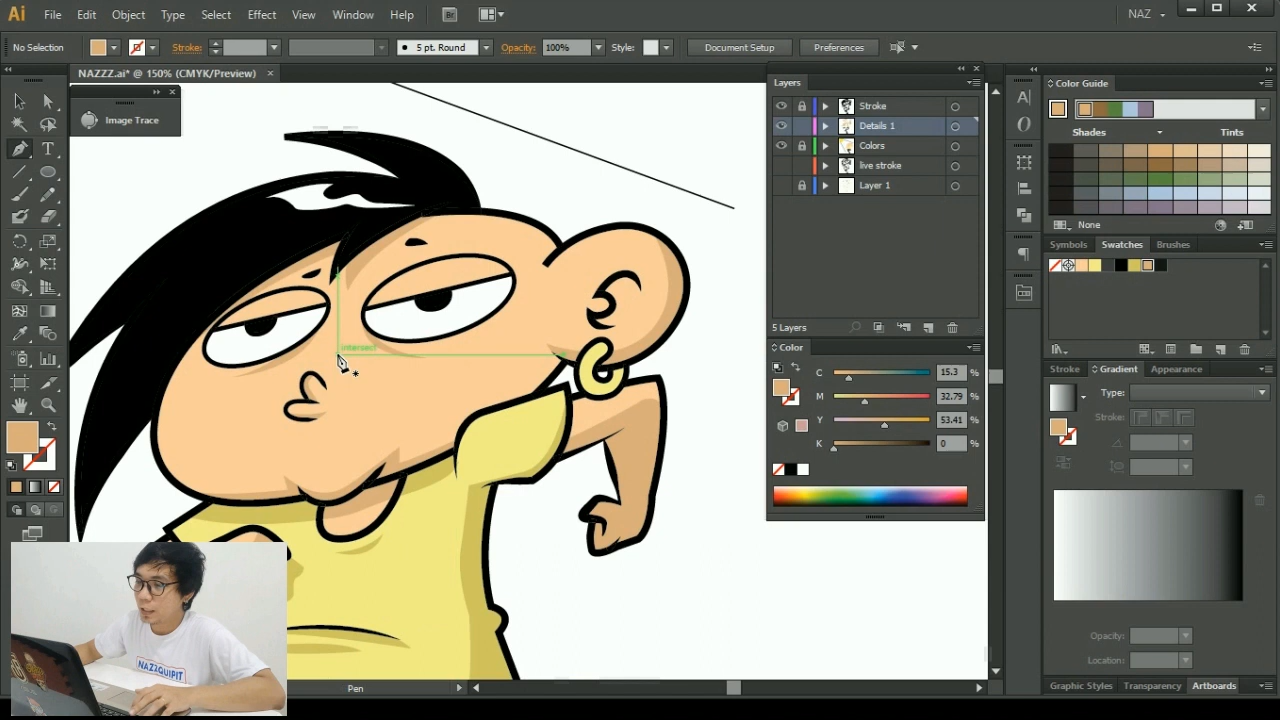 Ai File Edit Object Type Select Effect View Window Help Br NAZ
No Selection Stroke: 5 pt. Round Opacity: 100% Style: Document Setup Preferences
NAZZZ.ai* @ 150% (CMYK/Preview)
Image Trace
intersect
NAZZQUIPIT
Pen
Layers
Stroke
Details 1
Colors
live stroke
Layer 1
5 Layers
Color
C 15.3 %
M 32.79 %
Y 53.41 %
K 0 %
Color Guide
Shades Tints
None
Symbols Swatches Brushes
Stroke Gradient Appearance
Type:
Stroke:
Opacity:
Location:
Graphic Styles Transparency Artboards